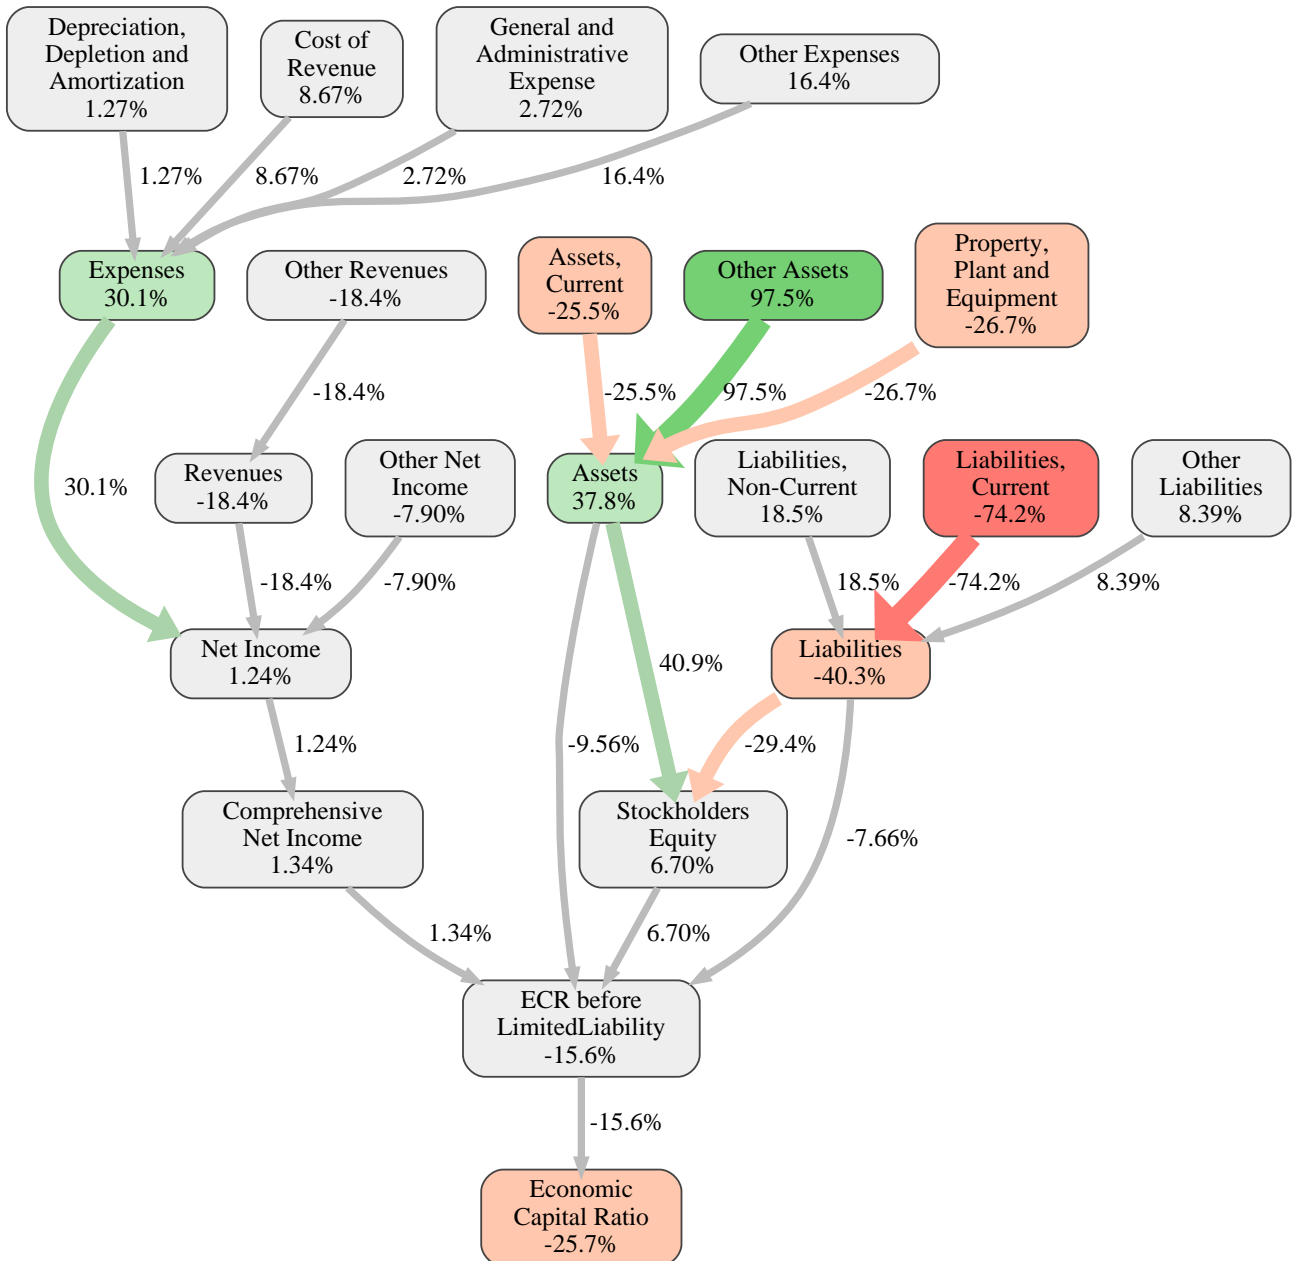 Depreciation,
Depletion and
Amortization
1.27%
Cost of
Revenue
8.67%
General and
Administrative
Expense
2.72%
Other Expenses
16.4%
1.27%
8.67%
2.72%
16.4%
Expenses
30.1%
Other Revenues
-18.4%
Assets,
Current
-25.5%
Other Assets
97.5%
Property,
Plant and
Equipment
-26.7%
-18.4%
-25.5%
97.5%
-26.7%
30.1%
Revenues
-18.4%
Other Net
Income
-7.90%
Assets
37.8%
Liabilities,
Non-Current
18.5%
Liabilities,
Current
-74.2%
Other
Liabilities
8.39%
-18.4%
-7.90%
18.5%
-74.2%
8.39%
Net Income
1.24%
40.9%
Liabilities
-40.3%
1.24%
-9.56%
-29.4%
Comprehensive
Net Income
1.34%
Stockholders
Equity
6.70%
-7.66%
1.34%
6.70%
ECR before
LimitedLiability
-15.6%
-15.6%
Economic
Capital Ratio
-25.7%